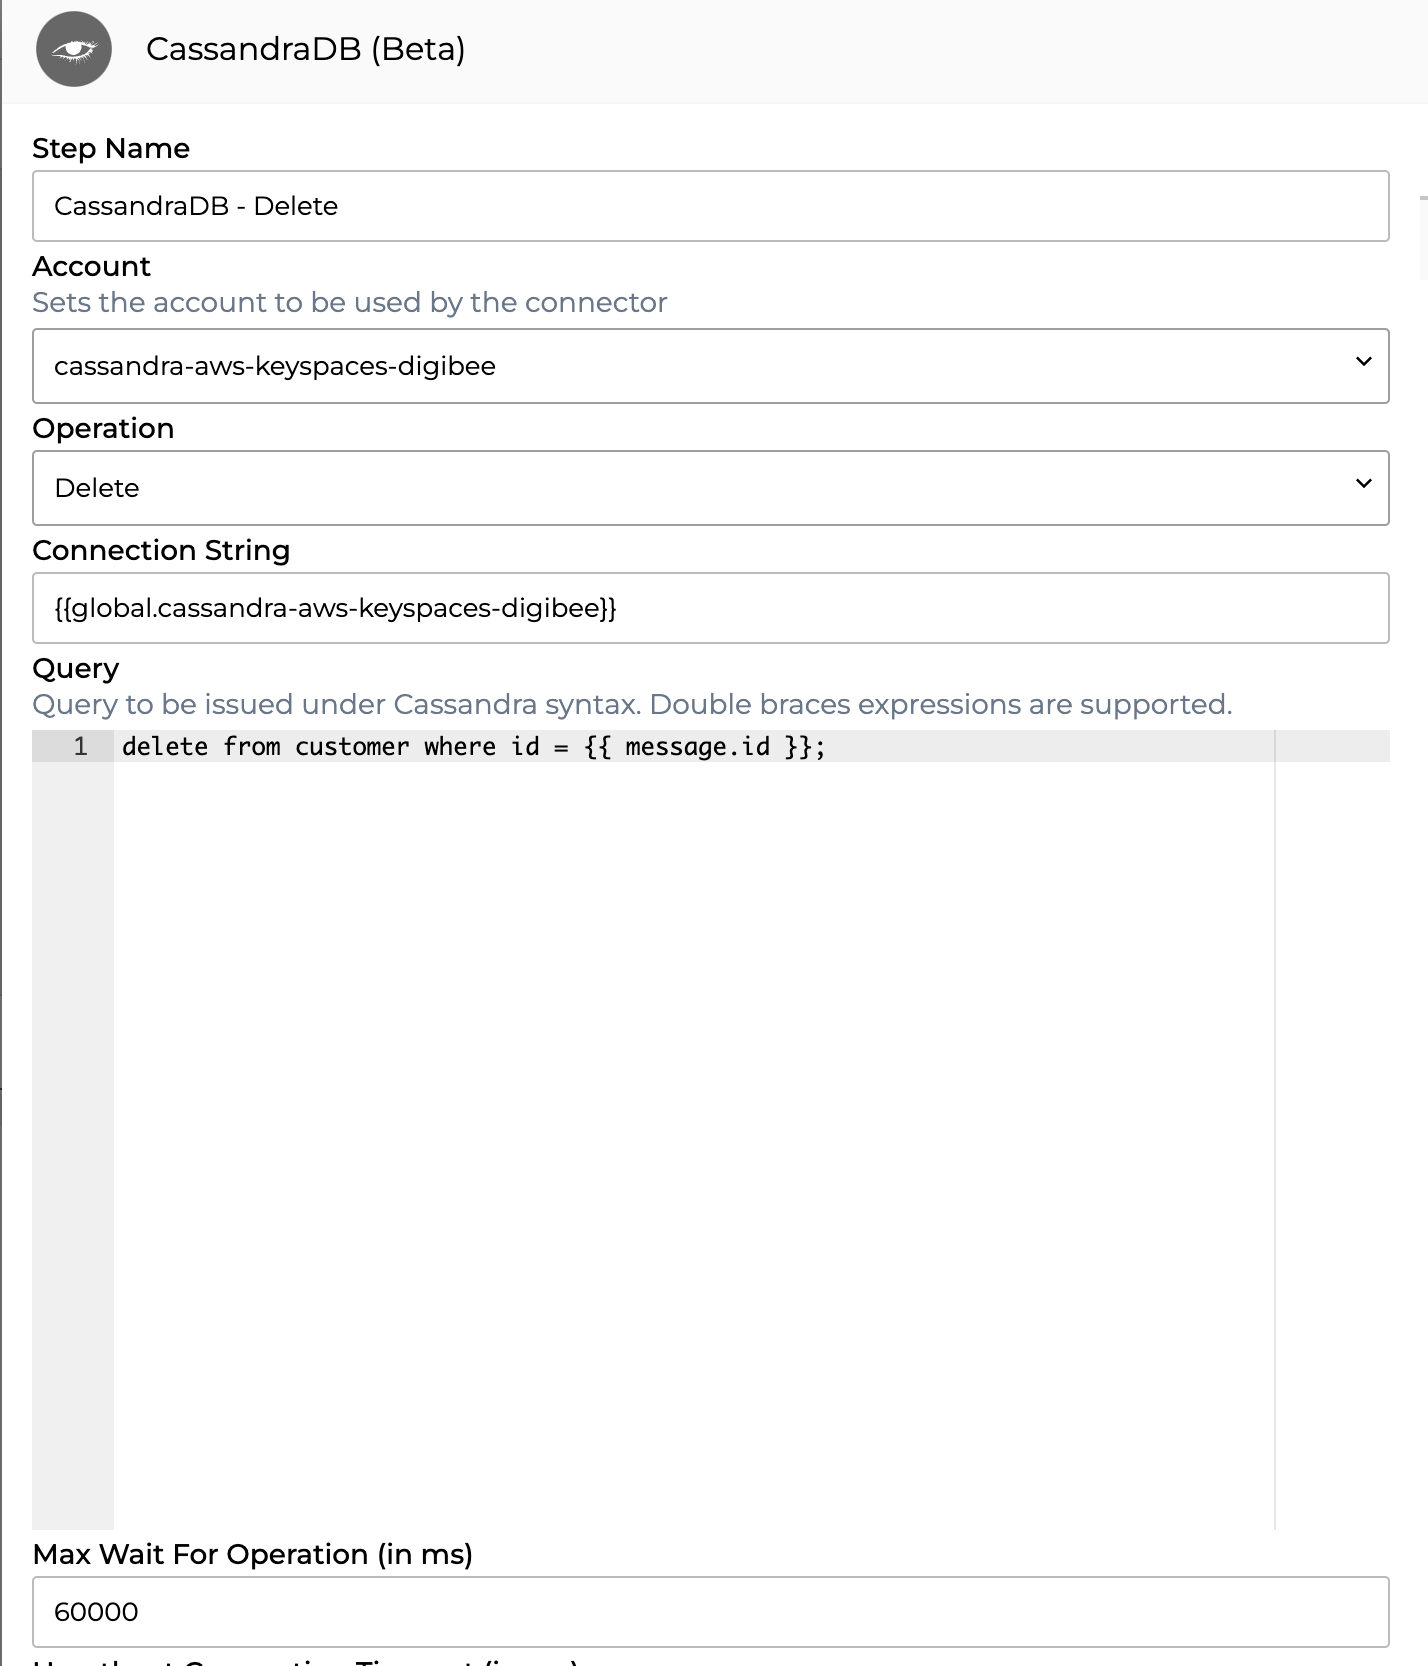 CassandraDB (Beta)
Step Name
CassandraDB - Delete
Account
Sets the account to be used by the connector
cassandra-aws-keyspaces-digibee
Operation
Delete
Connection String
{{global.cassandra-aws-keyspaces-digibee}}
Query
Query to be issued under Cassandra syntax. Double braces expressions are supported.
1 delete from customer where id = {{ message.id }};
Max Wait For Operation (in ms)
60000